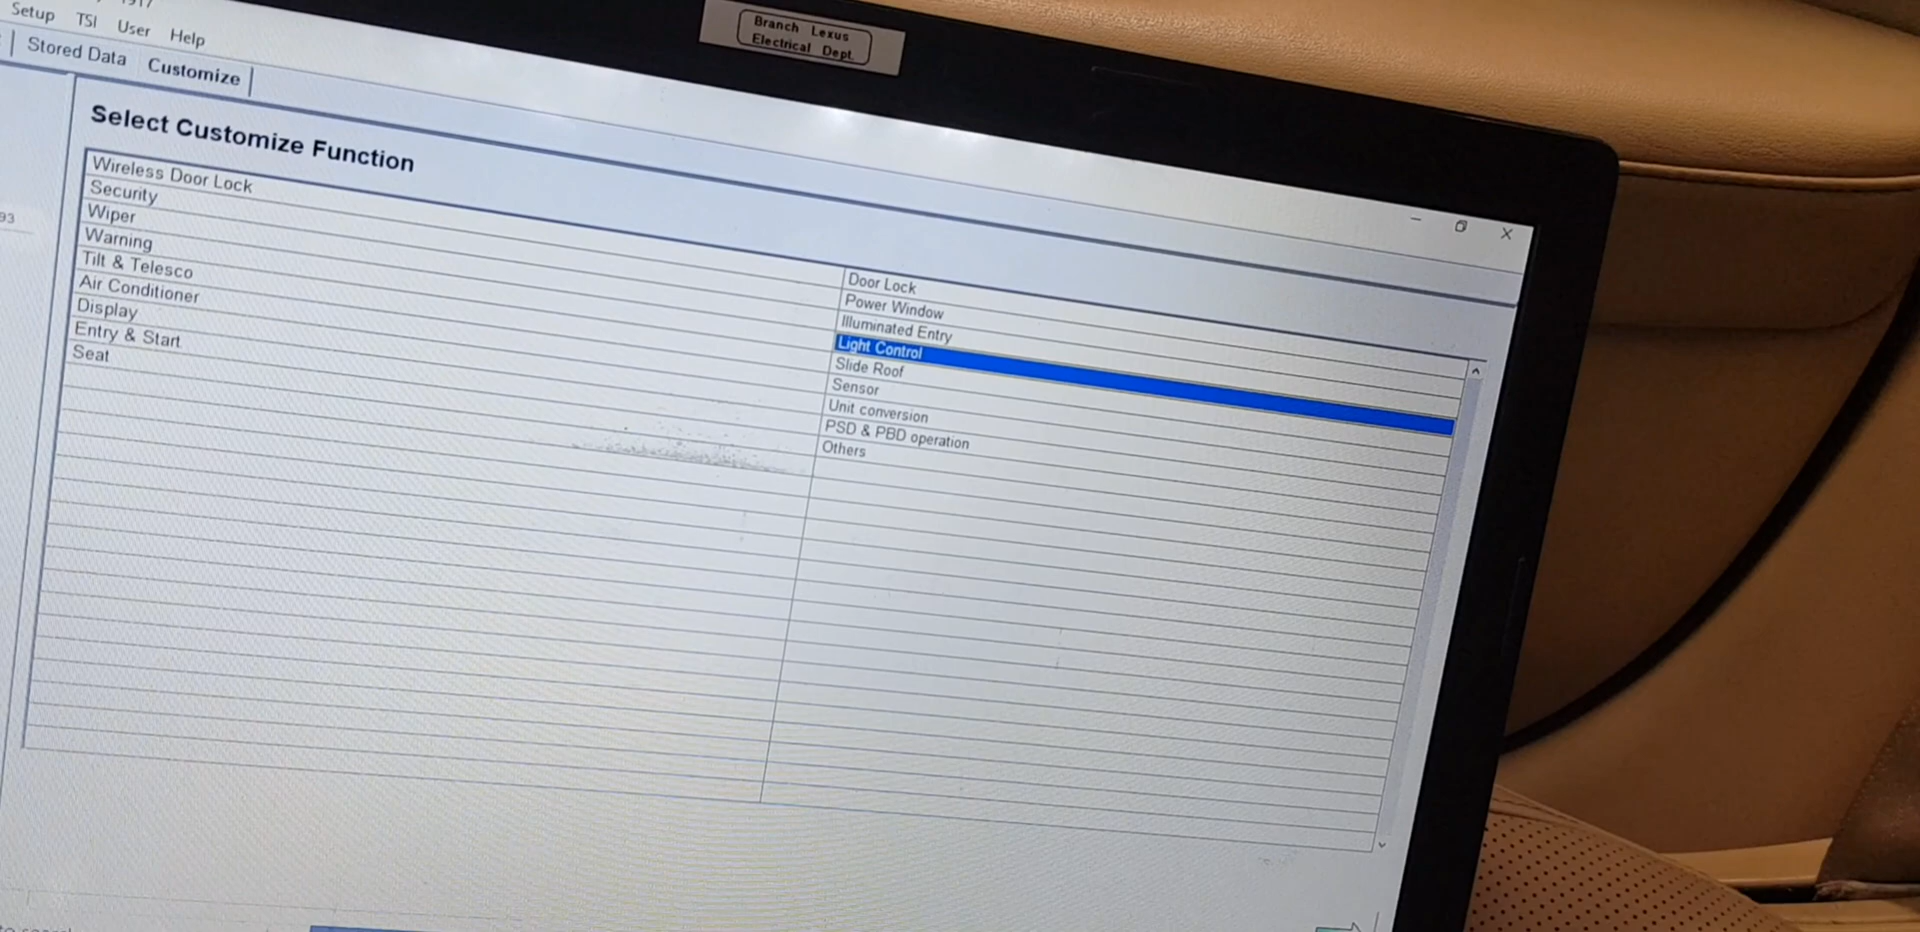 Branch Lexus
Electrical Dept.
Setup TSI User Help
Stored Data Customize
Select Customize Function
Wireless Door Lock
Security
Wiper
Warning
Tilt & Telesco
Air Conditioner
Display
Entry & Start
Seat
Door Lock
Power Window
Illuminated Entry
Light Control
Slide Roof
Sensor
Unit conversion
PSD & PBD operation
Others
93